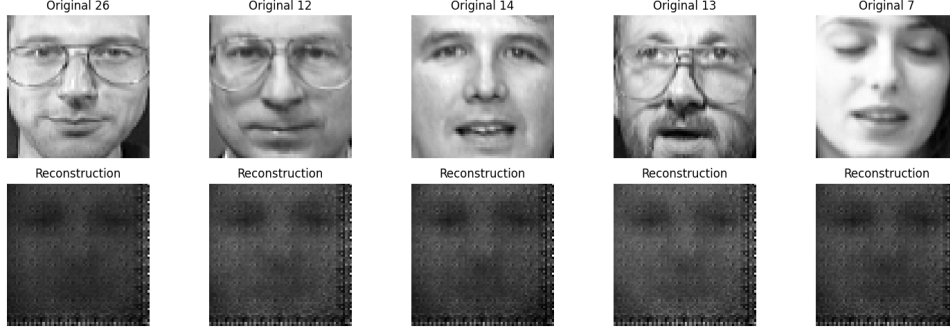 Original 26
Original 12
Original 14
Original 13
Original 7
Reconstruction
Reconstruction
Reconstruction
Reconstruction
Reconstruction